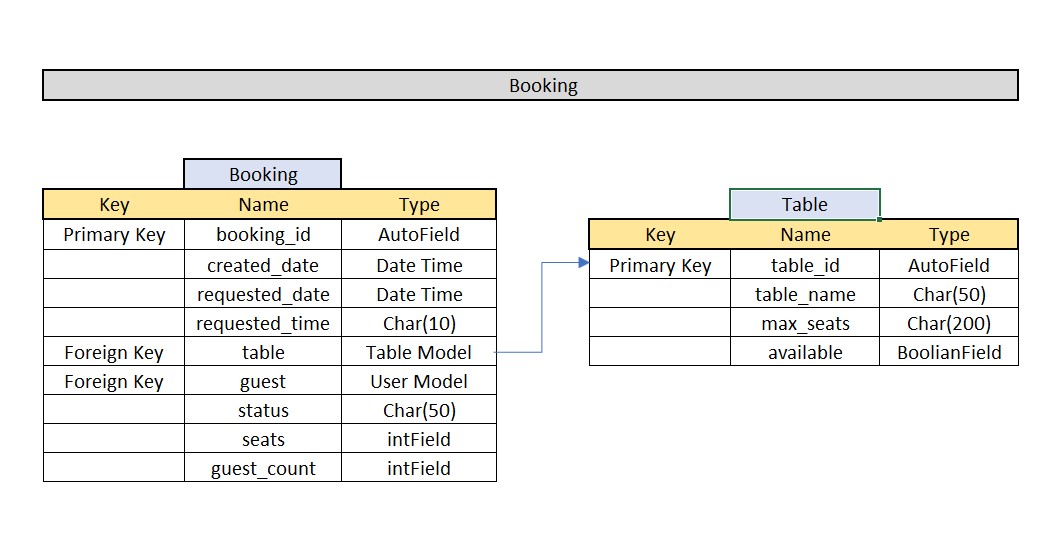 Booking
Booking
Key Name Type
Primary Key booking_id AutoField
created_date Date Time
requested_date Date Time
requested_time Char(10)
Foreign Key table Table Model
Foreign Key guest User Model
status Char(50)
seats intField
guest_count intField
Table
Key Name Type
Primary Key table_id AutoField
table_name Char(50)
max_seats Char(200)
available BoolianField